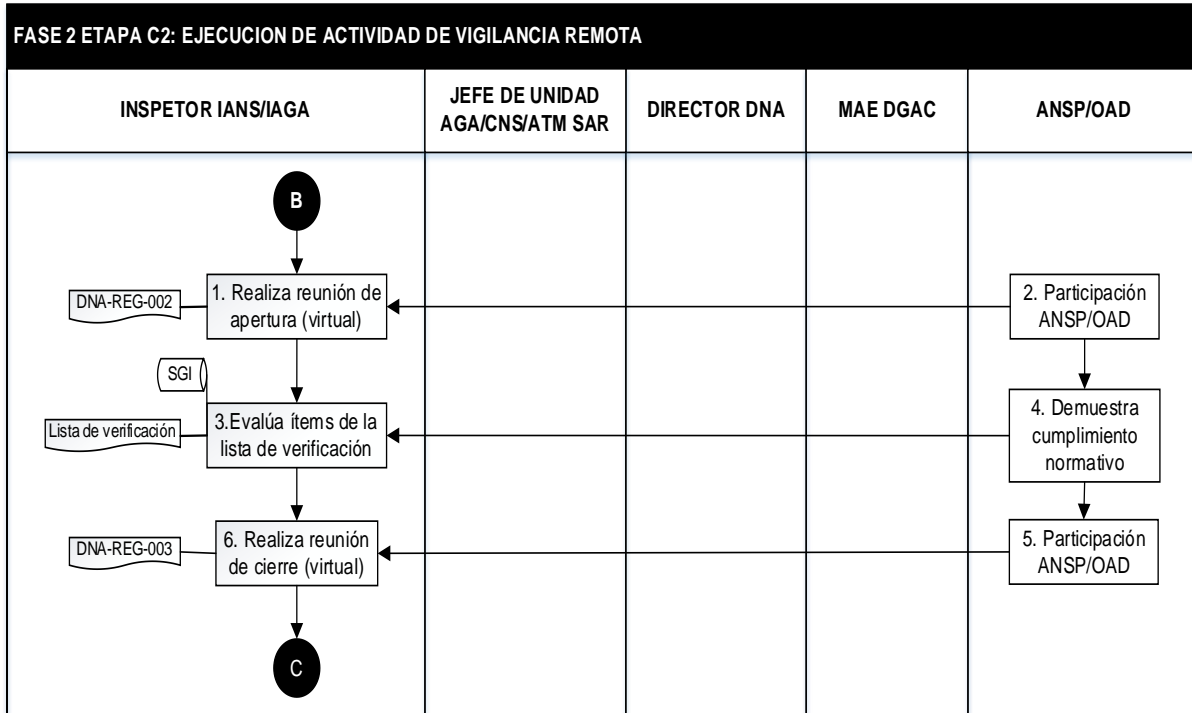 FASE 2 ETAPA C2: EJECUCION DE ACTIVIDAD DE VIGILANCIA REMOTA
INSPETOR IANS/IAGA
JEFE DE UNIDAD
AGA/CNS/ATM SAR
DIRECTOR DNA
MAE DGAC
ANSP/OAD
B
DNA-REG-002
1. Realiza reunión de
apertura (virtual)
2. Participación
ANSP/OAD
SGI
Lista de verificación
3.Evalúa ítems de la
lista de verificación
4. Demuestra
cumplimiento
normativo
DNA-REG-003
6. Realiza reunión
de cierre (virtual)
5. Participación
ANSP/OAD
C